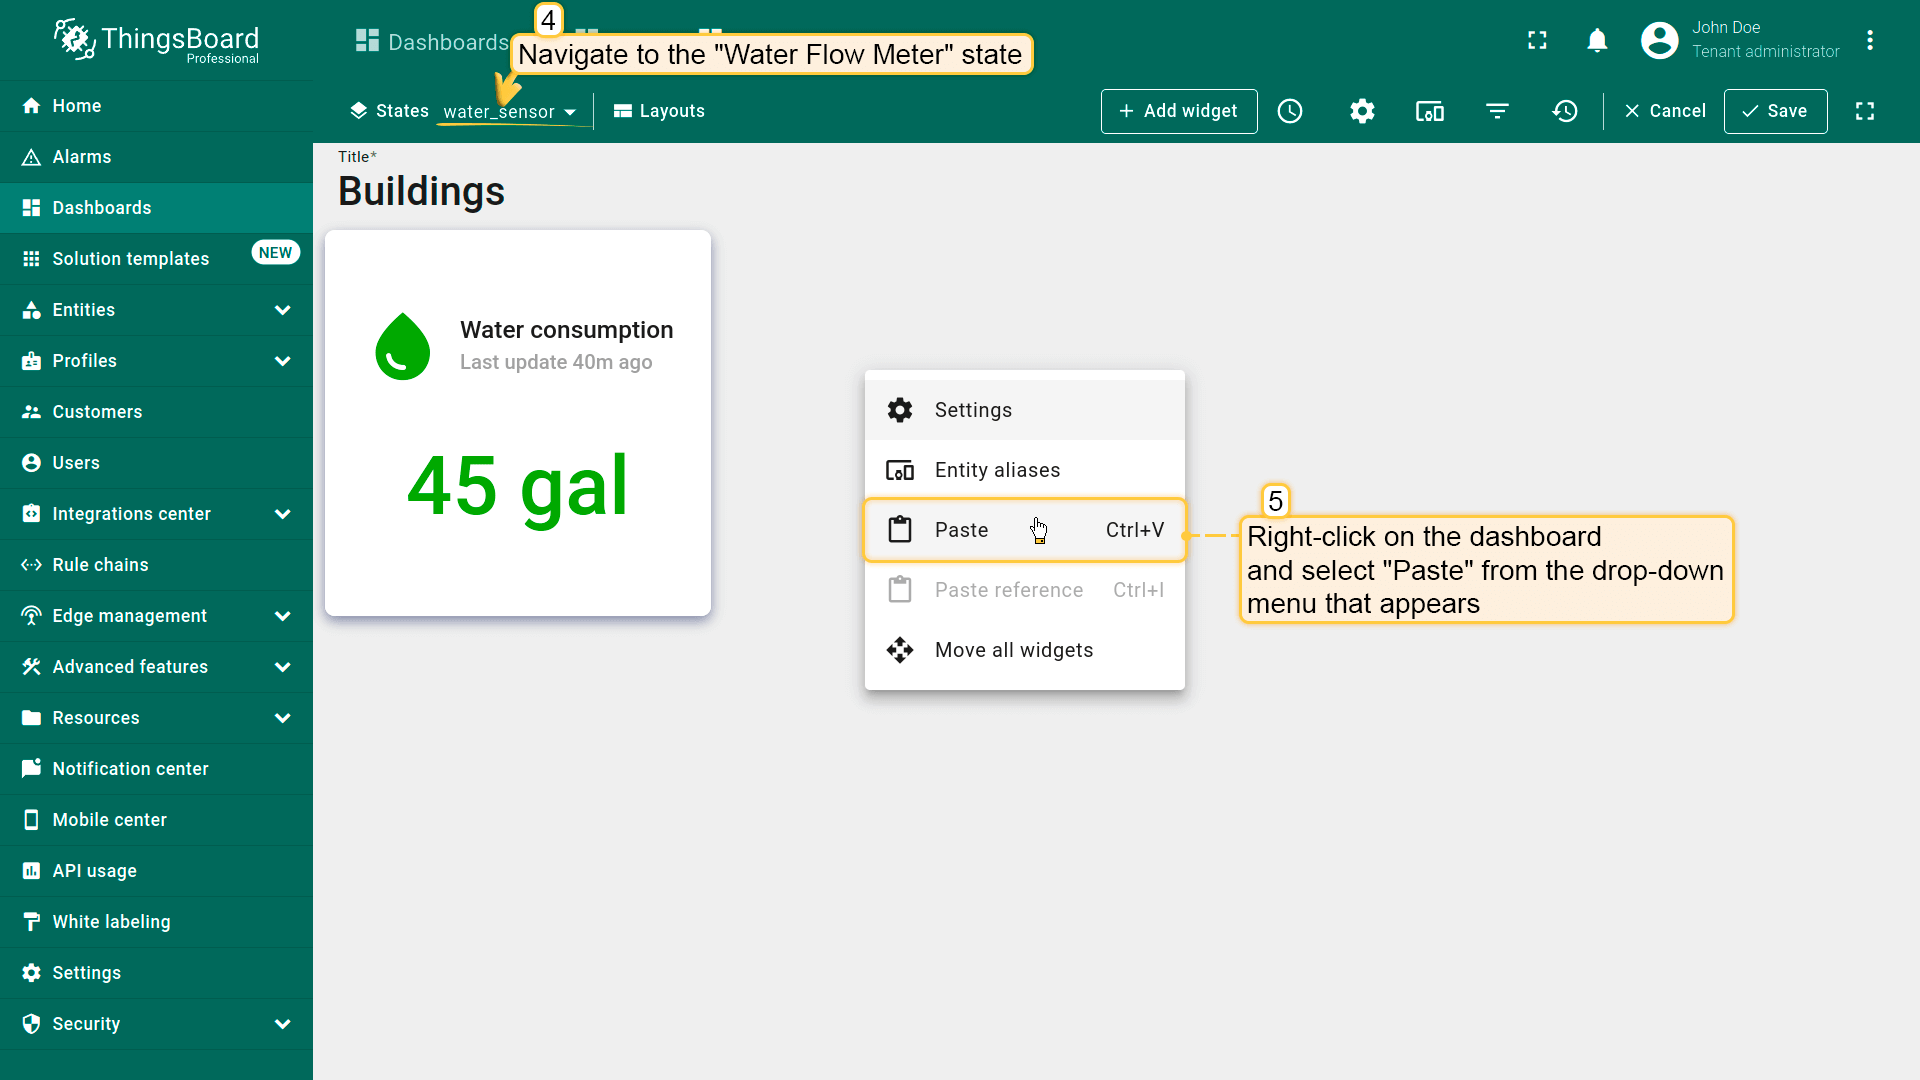 ThingsBoard
Professional
Dashboards
4
Navigate to the "Water Flow Meter" state
John Doe
Tenant administrator
States
water_sensor
Layouts
+ Add widget
Cancel
Save
Home
Alarms
Dashboards
Solution templates
NEW
Entities
Profiles
Customers
Users
Integrations center
Rule chains
Edge management
Advanced features
Resources
Notification center
Mobile center
API usage
White labeling
Settings
Security
Title*
Buildings
Water consumption
Last update 40m ago
45 gal
Settings
Entity aliases
Paste Ctrl+V
Paste reference Ctrl+I
Move all widgets
5
Right-click on the dashboard
and select "Paste" from the drop-down
menu that appears